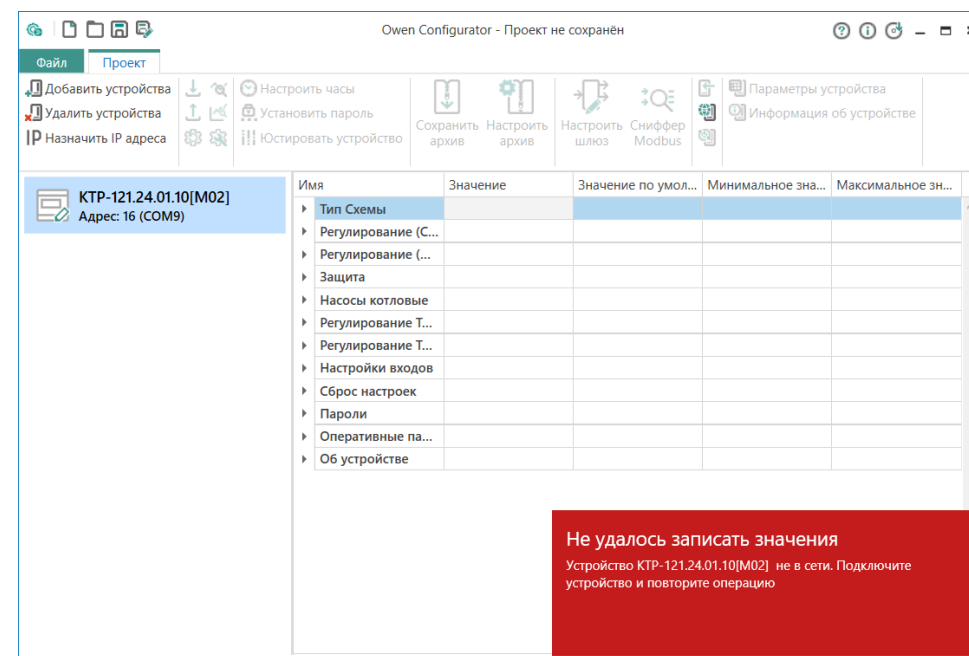 Owen Configurator - Проект не сохранён
Файл
Проект
Добавить устройства
Удалить устройства
IP Назначить IP адреса
Настроить часы
Установить пароль
Юстировать устройство
Сохранить архив
Настроить архив
Настроить шлюз
Сниффер Modbus
Параметры устройства
Информация об устройстве
КТР-121.24.01.10[М02]
Адрес: 16 (COM9)
Имя
Значение
Значение по умол...
Минимальное зна...
Максимальное зн...
Тип Схемы
Регулирование (С...
Регулирование (...
Защита
Насосы котловые
Регулирование Т...
Регулирование Т...
Настройки входов
Сброс настроек
Пароли
Оперативные па...
Об устройстве
Не удалось записать значения
Устройство КТР-121.24.01.10[М02] не в сети. Подключите
устройство и повторите операцию